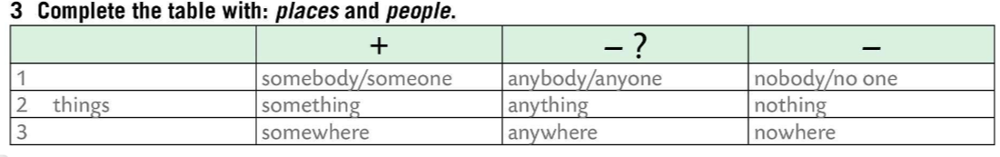 3 Complete the table with: places and people.
+ – ? –
1 somebody/someone anybody/anyone nobody/no one
2 things something anything nothing
3 somewhere anywhere nowhere